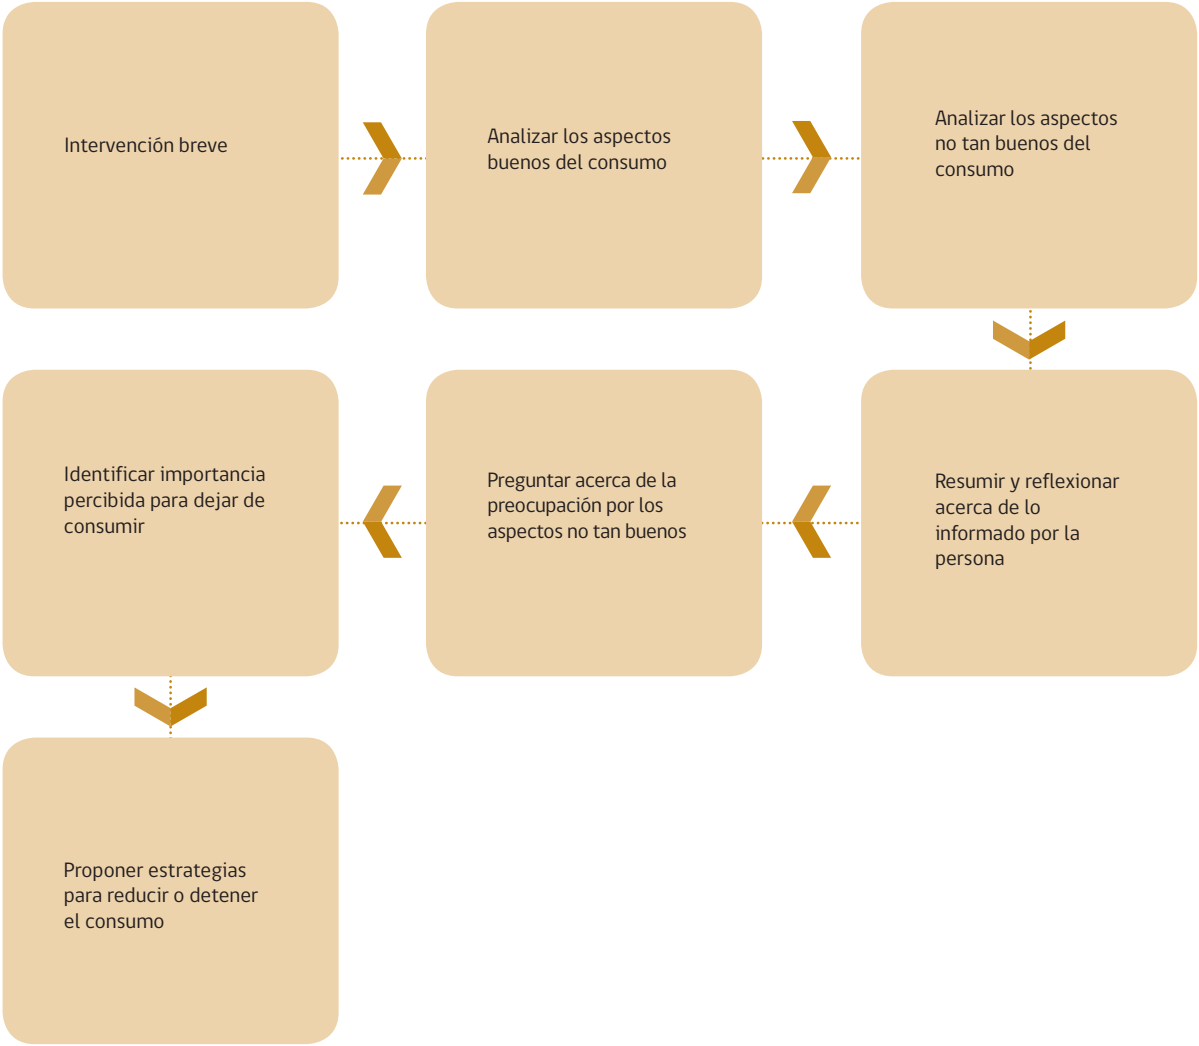 Intervención breve
Analizar los aspectos
buenos del consumo
Analizar los aspectos
no tan buenos del
consumo
Resumir y reflexionar
acerca de lo
informado por la
persona
Preguntar acerca de la
preocupación por los
aspectos no tan buenos
Identificar importancia
percibida para dejar de
consumir
Proponer estrategias
para reducir o detener
el consumo